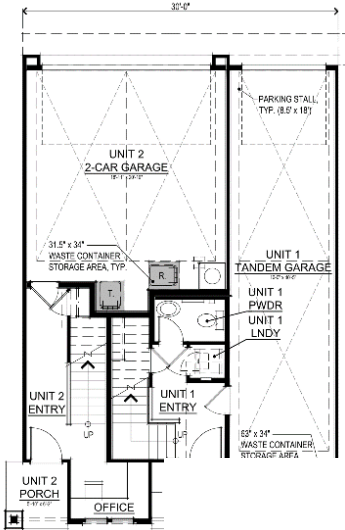 30'-0"
PARKING STALL,
TYP. (8.5' x 18')
UNIT 2
2-CAR GARAGE
31.5" x 34"
WASTE CONTAINER
STORAGE AREA, TYP.
R.
T.
UNIT 1
TANDEM GARAGE
UNIT 1
PWDR
UNIT 1
LNDY
UNIT 2
ENTRY
UNIT 1
ENTRY
UP
UP
63" x 34"
WASTE CONTAINER
STORAGE AREA
UNIT 2
PORCH
OFFICE